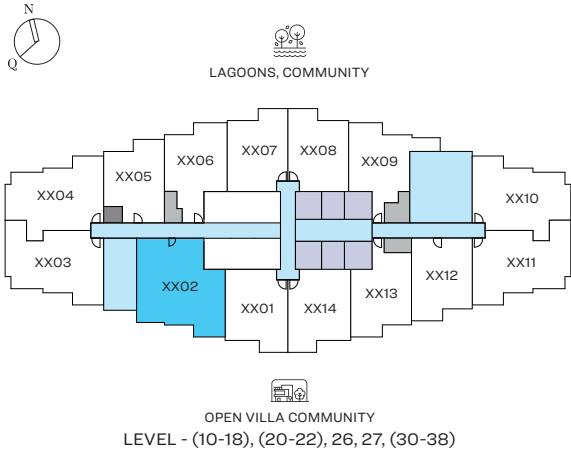 N
Q
LAGOONS, COMMUNITY
XX07 XX08
XX06 XX09
XX05
XX04 XX10
XX03 XX11
XX02 XX12
XX01 XX14 XX13
OPEN VILLA COMMUNITY
LEVEL - (10-18), (20-22), 26, 27, (30-38)